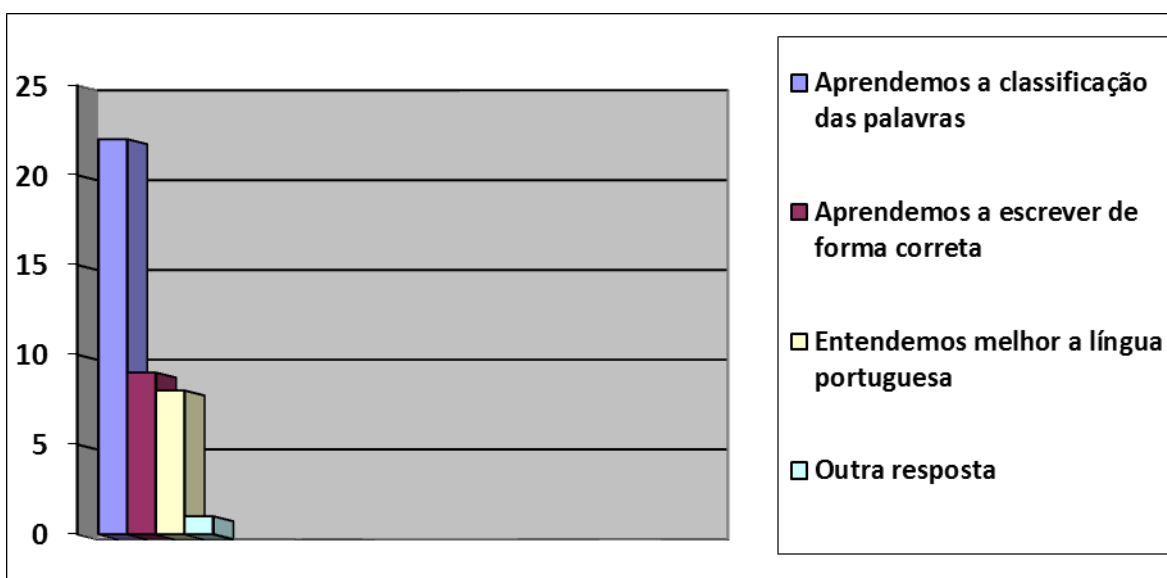 25
20
15
10
5
0
Aprendemos a classificação
das palavras
Aprendemos a escrever de
forma correta
Entendemos melhor a língua
portuguesa
Outra resposta